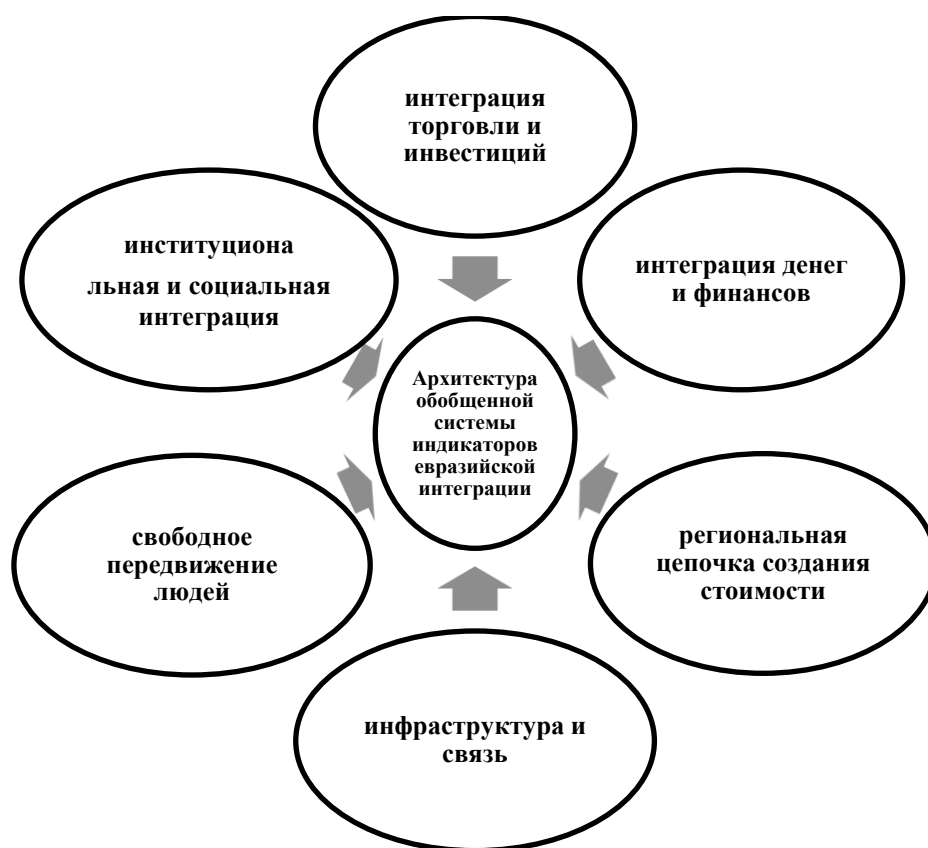 интеграция
торговли и
инвестиций
институциона
льная и социальная
интеграция
интеграция денег
и финансов
Архитектура
обобщенной
системы
индикаторов
евразийской
интеграции
свободное
передвижение
людей
региональная
цепочка создания
стоимости
инфраструктура и
связь